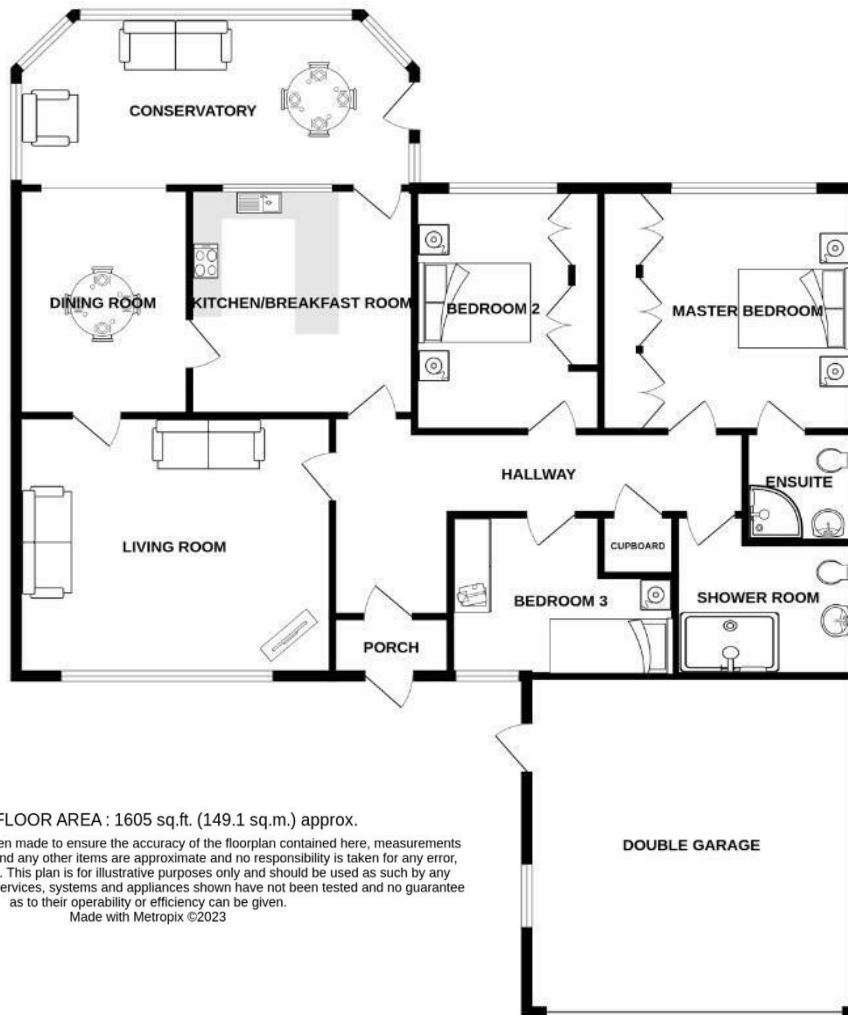 CONSERVATORY
DINING ROOM
KITCHEN/BREAKFAST ROOM
BEDROOM 2
MASTER BEDROOM
HALLWAY
ENSUITE
LIVING ROOM
CUPBOARD
BEDROOM 3
SHOWER ROOM
PORCH
FLOOR AREA : 1605 sq.ft. (149.1 sq.m.) approx.
en made to ensure the accuracy of the floorplan contained here, measurements
nd any other items are approximate and no responsibility is taken for any error,
. This plan is for illustrative purposes only and should be used as such by any
ervices, systems and appliances shown have not been tested and no guarantee
as to their operability or efficiency can be given.
Made with Metropix ©2023
DOUBLE GARAGE